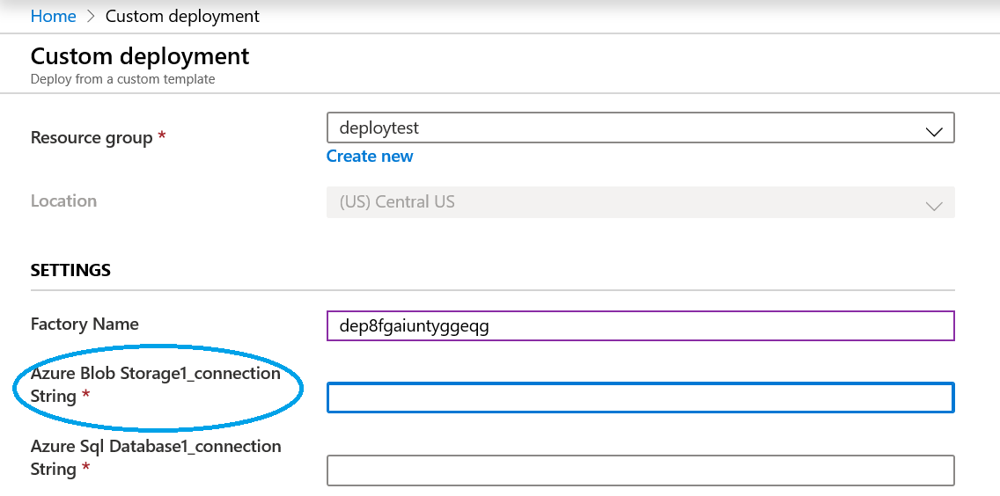 Home > Custom deployment
Custom deployment
Deploy from a custom template
Resource group *
deploytest
Create new
Location
(US) Central US
SETTINGS
Factory Name
dep8fgaiuntyggeqg
Azure Blob Storage1_connection
String *
Azure Sql Database1_connection
String *